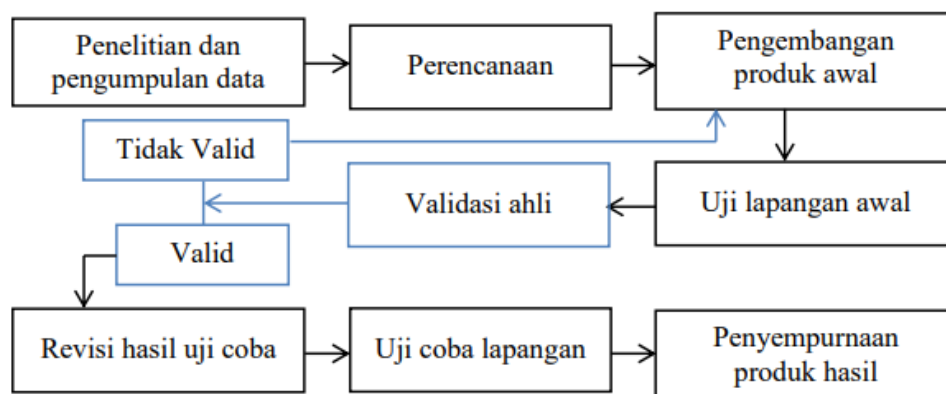 Penelitian dan
pengumpulan data
Perencanaan
Pengembangan
produk awal
Tidak Valid
Validasi ahli
Uji lapangan awal
Valid
Revisi hasil uji coba
Uji coba lapangan
Penyempurnaan
produk hasil